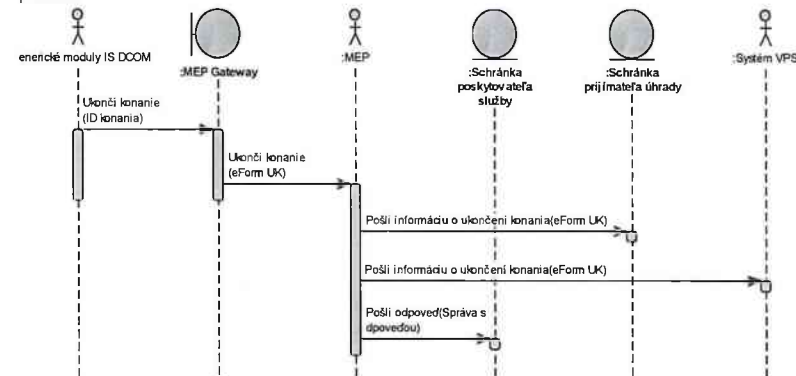 enerické moduly IS DCOM
:MEP Gateway
:MEP
:Schránka
poskytovateľa
služby
:Schránka
prijímateľa úhrady
:Systém VPS
Ukonči konanie
(ID konania)
Ukonči konanie
(eForm UK)
Pošli informáciu o ukončení konania(eForm UK)
Pošli informáciu o ukončení konania(eForm UK)
Pošli odpoveď(Správa s
dpoveďou)